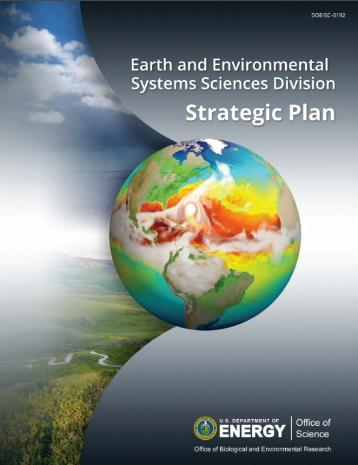 DOE/SC-0192
Earth and Environmental
Systems Sciences Division
Strategic Plan
U.S. DEPARTMENT OF
ENERGY
Office of
Science
Office of Biological and Environmental Research